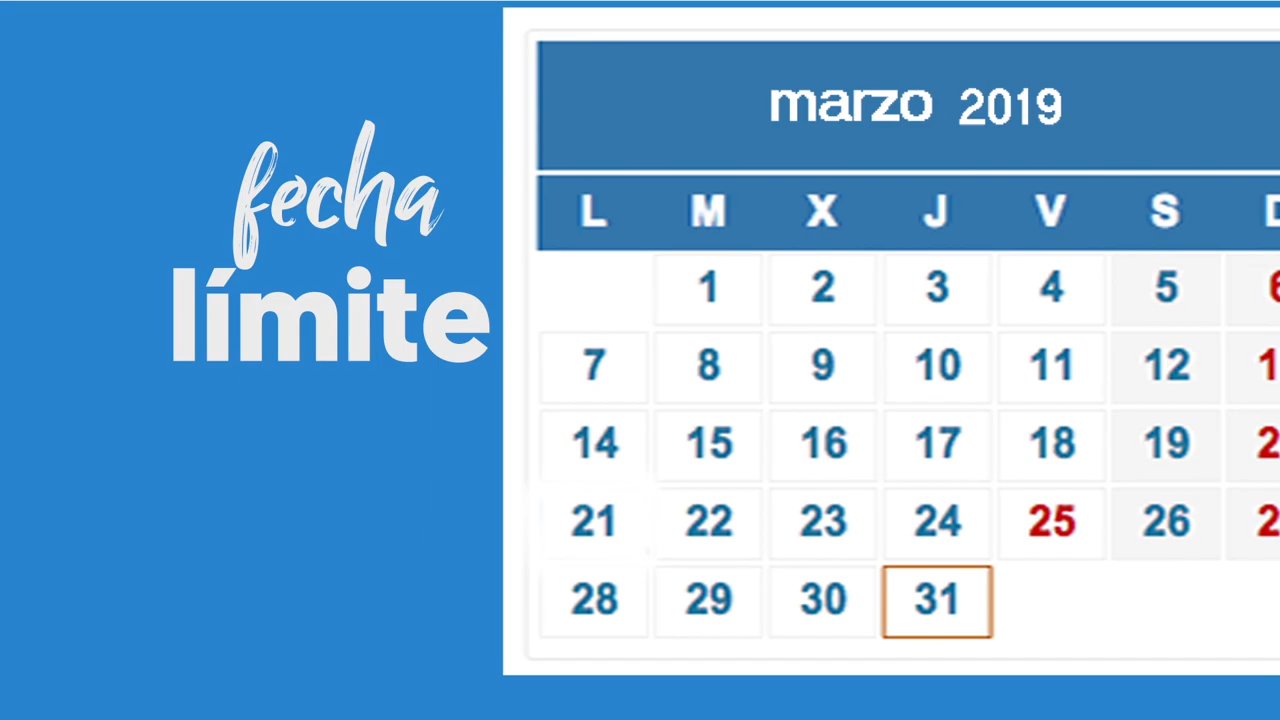 fecha
límite
marzo 2019
L M X J V S
1 2 3 4 5 6
7 8 9 10 11 12
14 15 16 17 18 19
21 22 23 24 25 26
28 29 30 31